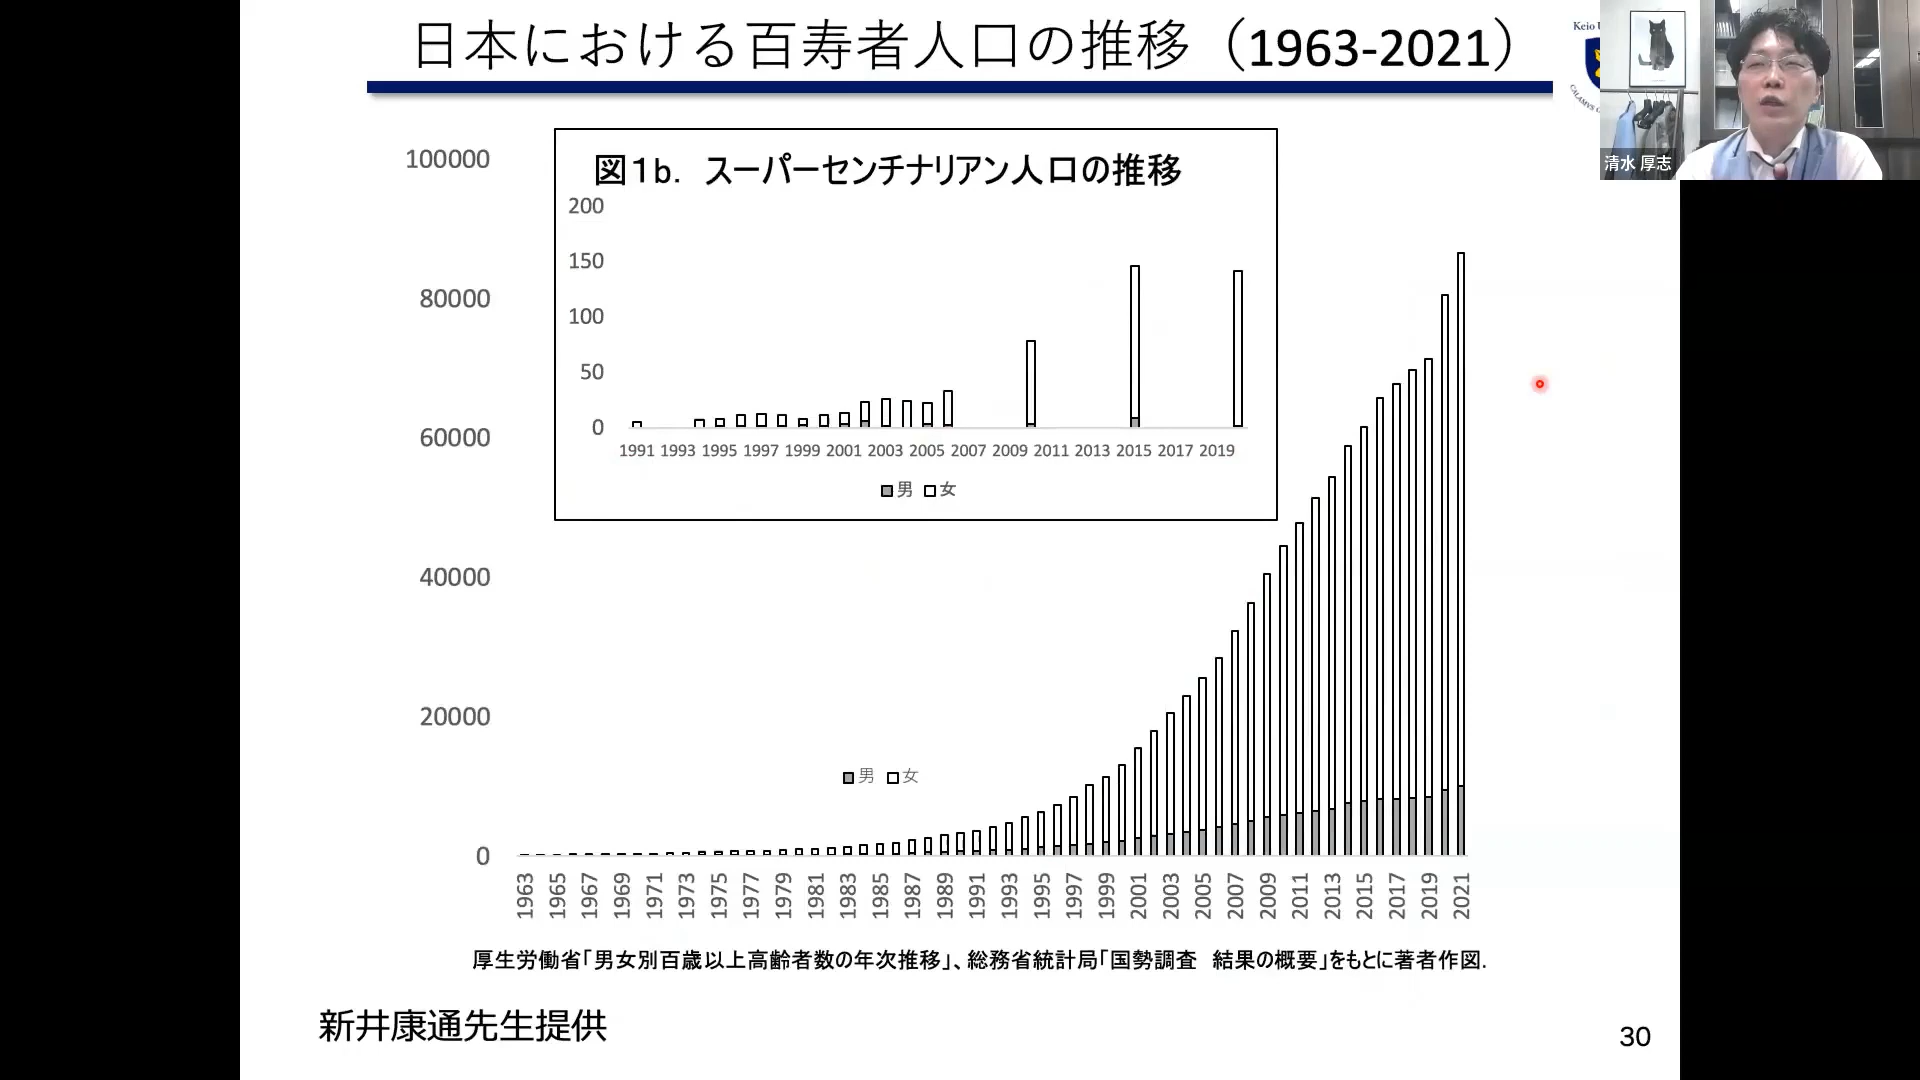 日本における百寿者人口の推移（1963-2021）
Keio
CALAMVS
清水 厚志
図1b. スーパーセンチナリアン人口の推移
200
150
100
50
0
1991 1993 1995 1997 1999 2001 2003 2005 2007 2009 2011 2013 2015 2017 2019
男 女
100000
80000
60000
40000
20000
0
男 女
1963 1965 1967 1969 1971 1973 1975 1977 1979 1981 1983 1985 1987 1989 1991 1993 1995 1997 1999 2001 2003 2005 2007 2009 2011 2013 2015 2017 2019 2021
厚生労働省「男女別百歳以上高齢者数の年次推移」、総務省統計局「国勢調査　結果の概要」をもとに著者作図.
新井康通先生提供
30